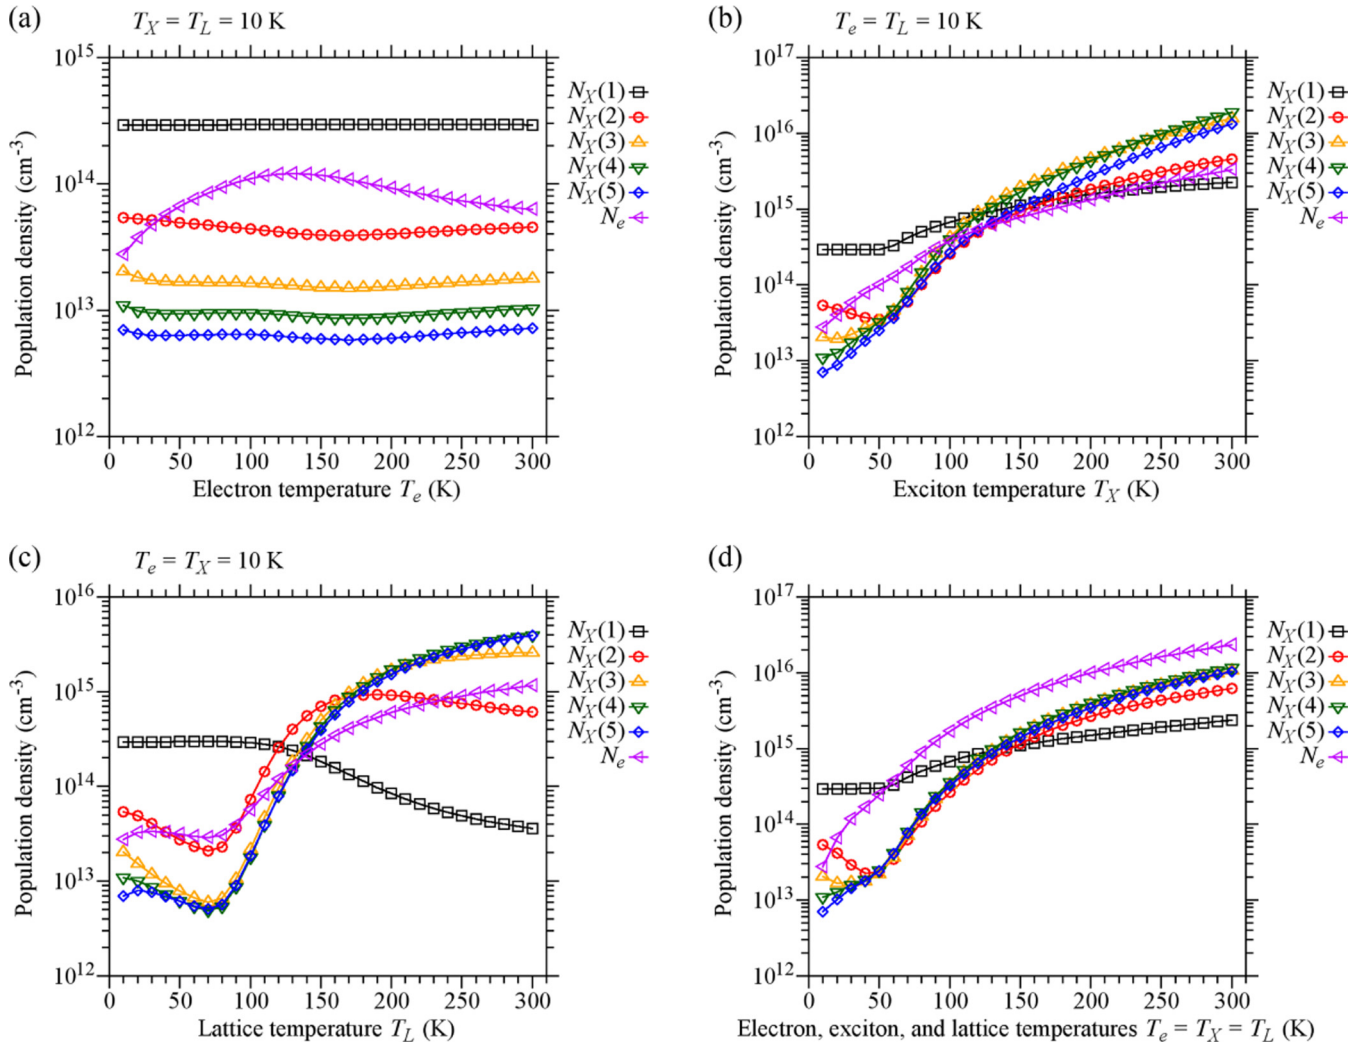 (a) T_X = T_L = 10 K
10^15
10^14
10^13
10^12
Population density (cm^−3)
0 50 100 150 200 250 300
Electron temperature T_e (K)
N_X(1)
N_X(2)
N_X(3)
N_X(4)
N_X(5)
N_e
(b) T_e = T_L = 10 K
10^17
10^16
10^15
10^14
10^13
10^12
Population density (cm^−3)
0 50 100 150 200 250 300
Exciton temperature T_X (K)
N_X(1)
N_X(2)
N_X(3)
N_X(4)
N_X(5)
N_e
(c) T_e = T_X = 10 K
10^16
10^15
10^14
10^13
10^12
Population density (cm^−3)
0 50 100 150 200 250 300
Lattice temperature T_L (K)
N_X(1)
N_X(2)
N_X(3)
N_X(4)
N_X(5)
N_e
(d)
10^17
10^16
10^15
10^14
10^13
10^12
Population density (cm^−3)
0 50 100 150 200 250 300
Electron, exciton, and lattice temperatures T_e = T_X = T_L (K)
N_X(1)
N_X(2)
N_X(3)
N_X(4)
N_X(5)
N_e